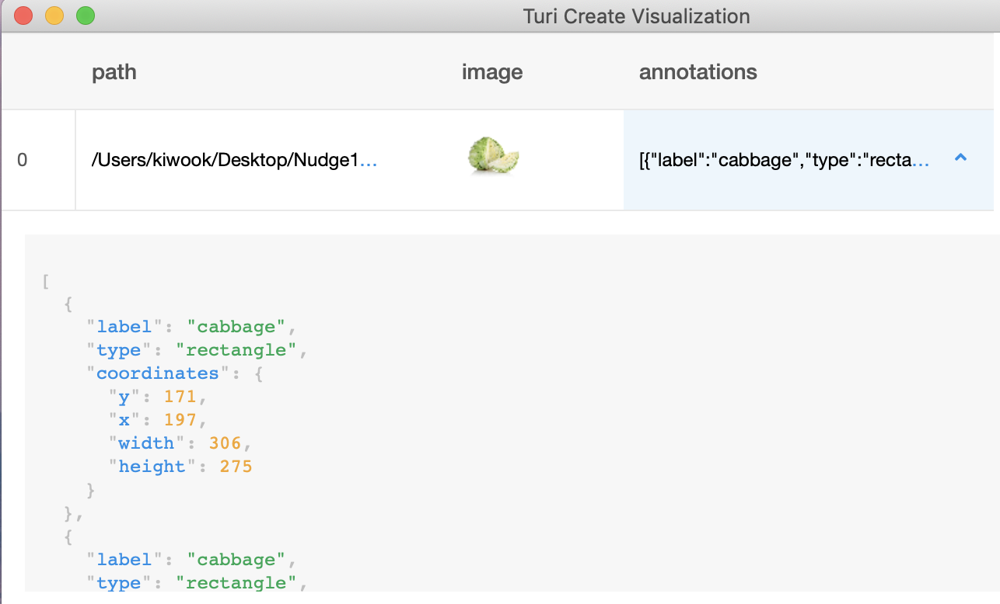 Turi Create Visualization
path image annotations
0 /Users/kiwook/Desktop/Nudge1... [{"label":"cabbage","type":"recta...
[
{
"label": "cabbage",
"type": "rectangle",
"coordinates": {
"y": 171,
"x": 197,
"width": 306,
"height": 275
}
},
{
"label": "cabbage",
"type": "rectangle",